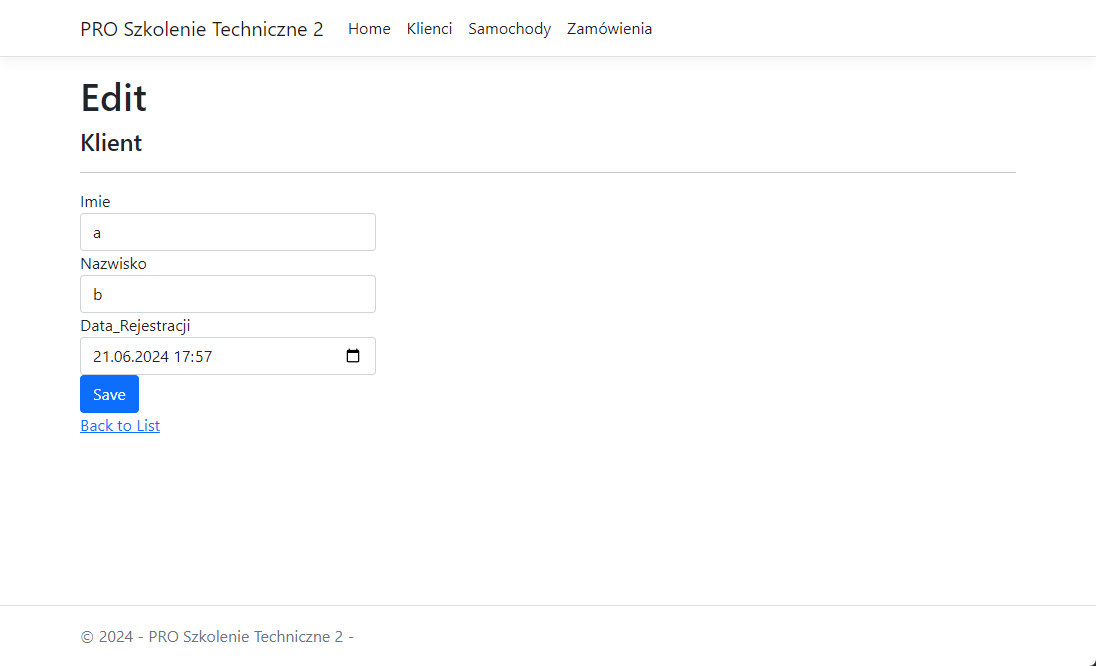 PRO Szkolenie Techniczne 2 Home Klienci Samochody Zamówienia
Edit
Klient
Imie
a
Nazwisko
b
Data_Rejestracji
21.06.2024 17:57
Save
Back to List
© 2024 - PRO Szkolenie Techniczne 2 -